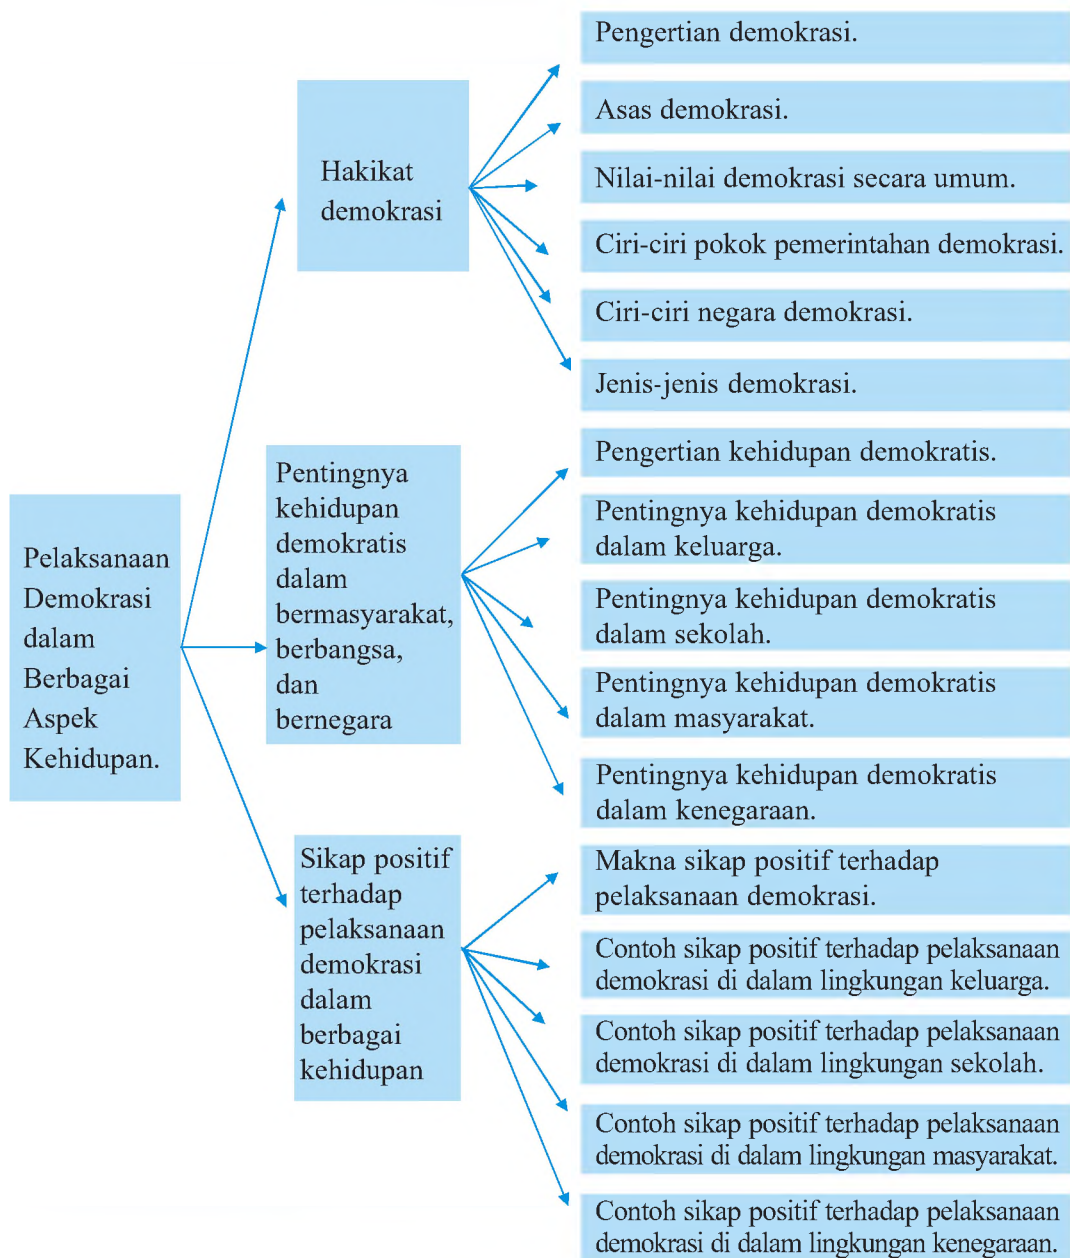 Pelaksanaan
Demokrasi
dalam
Berbagai
Aspek
Kehidupan.
Hakikat
demokrasi
Pengertian demokrasi.
Asas demokrasi.
Nilai-nilai demokrasi secara umum.
Ciri-ciri pokok pemerintahan demokrasi.
Ciri-ciri negara demokrasi.
Jenis-jenis demokrasi.
Pentingnya
kehidupan
demokratis
dalam
bermasyarakat,
berbangsa,
dan
bernegara
Pengertian kehidupan demokratis.
Pentingnya kehidupan demokratis
dalam keluarga.
Pentingnya kehidupan demokratis
dalam sekolah.
Pentingnya kehidupan demokratis
dalam masyarakat.
Pentingnya kehidupan demokratis
dalam kenegaraan.
Sikap positif
terhadap
pelaksanaan
demokrasi
dalam
berbagai
kehidupan
Makna sikap positif terhadap
pelaksanaan demokrasi.
Contoh sikap positif terhadap pelaksanaan
demokrasi di dalam lingkungan keluarga.
Contoh sikap positif terhadap pelaksanaan
demokrasi di dalam lingkungan sekolah.
Contoh sikap positif terhadap pelaksanaan
demokrasi di dalam lingkungan masyarakat.
Contoh sikap positif terhadap pelaksanaan
demokrasi di dalam lingkungan kenegaraan.